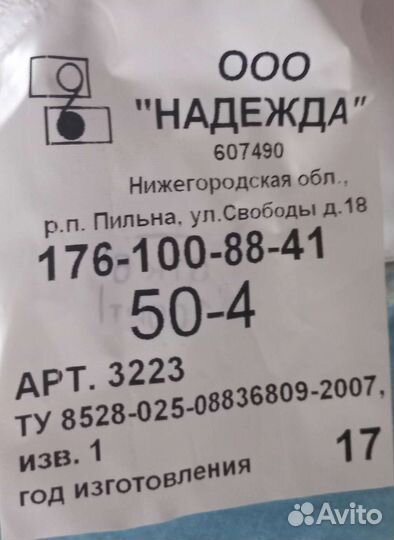 ООО
"НАДЕЖДА"
607490
Нижегородская обл.,
р.п. Пильна, ул.Свободы д.18
176-100-88-41
50-4
АРТ. 3223
ТУ 8528-025-08836809-2007,
изв. 1
год изготовления 17
Avito